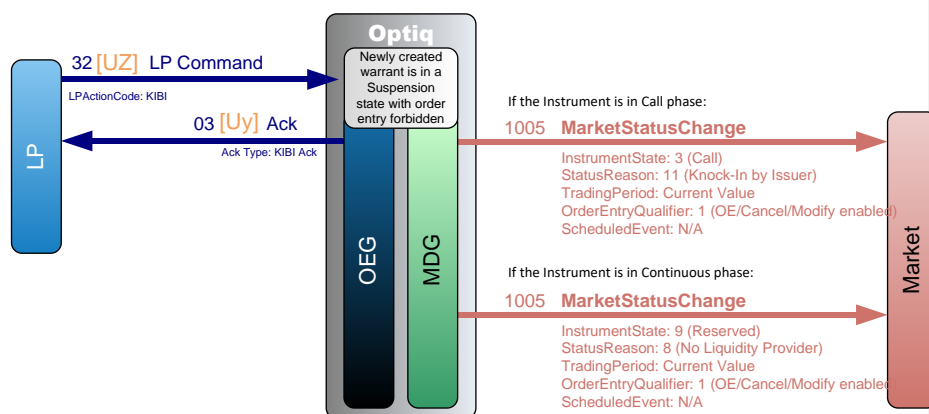 Optiq
Newly created
warrant is in a
Suspension
state with order
entry forbidden
32 [UZ] LP Command
LPActionCode: KIBI
03 [Uy] Ack
Ack Type: KIBI Ack
LP
OEG
MDG
If the Instrument is in Call phase:
1005 MarketStatusChange
InstrumentState: 3 (Call)
StatusReason: 11 (Knock-In by Issuer)
TradingPeriod: Current Value
OrderEntryQualifier: 1 (OE/Cancel/Modify enabled)
ScheduledEvent: N/A
If the Instrument is in Continuous phase:
1005 MarketStatusChange
InstrumentState: 9 (Reserved)
StatusReason: 8 (No Liquidity Provider)
TradingPeriod: Current Value
OrderEntryQualifier: 1 (OE/Cancel/Modify enabled
ScheduledEvent: N/A
Market